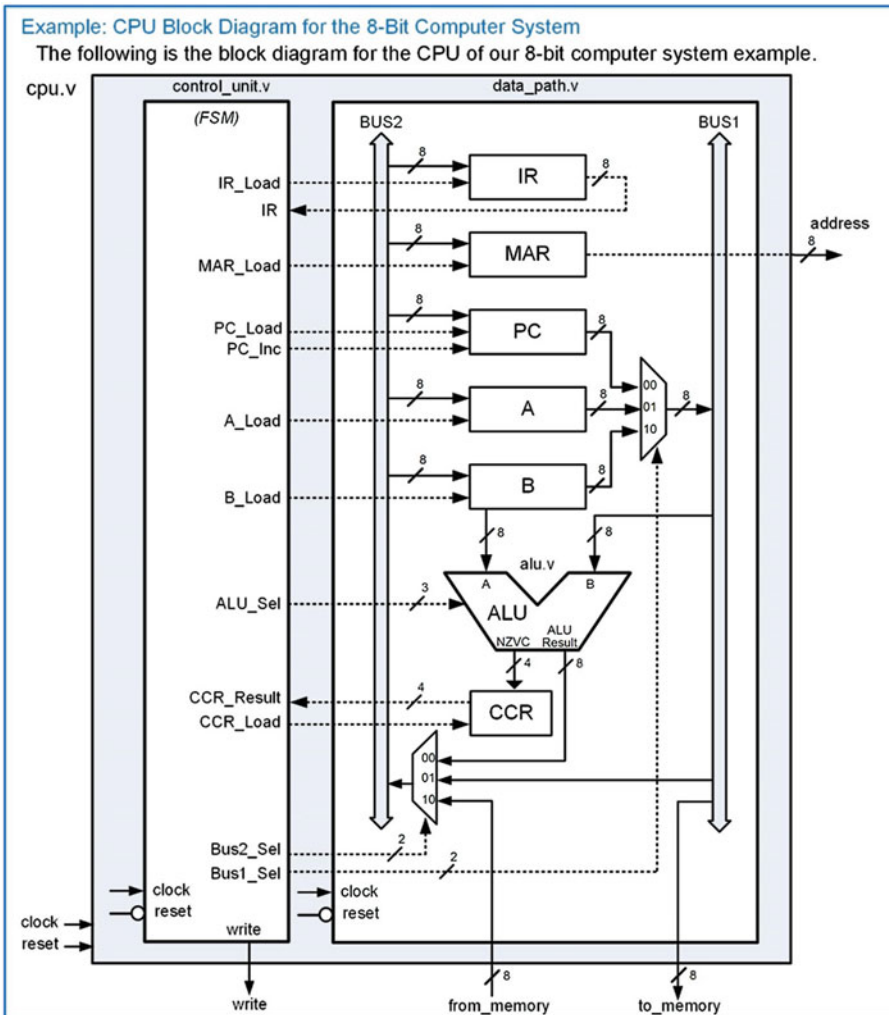 Example: CPU Block Diagram for the 8-Bit Computer System
The following is the block diagram for the CPU of our 8-bit computer system example.
cpu.v
control_unit.v
data_path.v
(FSM)
BUS2
BUS1
8
IR
8
IR_Load
IR
address
8
MAR
8
MAR_Load
8
PC
8
PC_Load
PC_Inc
00
8
A
8
01
8
A_Load
10
8
B
8
B_Load
8
8
alu.v
A
B
ALU_Sel
3
ALU
NZVC
ALU
Result
4
8
CCR_Result
4
CCR
CCR_Load
00
01
10
Bus2_Sel
2
Bus1_Sel
2
clock
clock
reset
reset
clock
reset
write
8
8
write
from_memory
to_memory